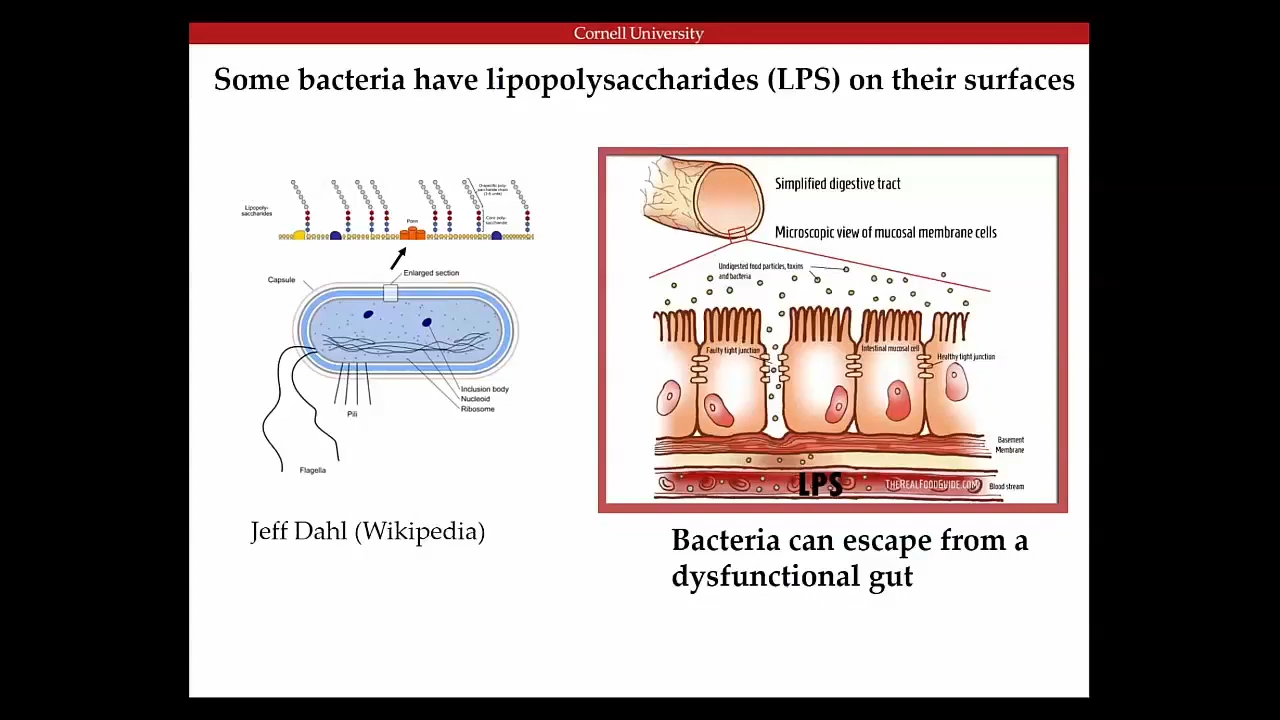 Cornell University
Some bacteria have lipopolysaccharides (LPS) on their surfaces
Lipopoly-
saccharides
O-specific poly-
saccharide chain
Core poly-
saccharide
Porin
Enlarged section
Capsule
Inclusion body
Nucleoid
Ribosome
Pili
Flagella
Jeff Dahl (Wikipedia)
Simplified digestive tract
Microscopic view of mucosal membrane cells
Undigested food particles, toxins
and bacteria
Faulty tight junction
Intestinal mucosal cell
Healthy tight junction
Basement
Membrane
LPS
THEREALFOODGUIDE.COM
Blood stream
Bacteria can escape from a
dysfunctional gut